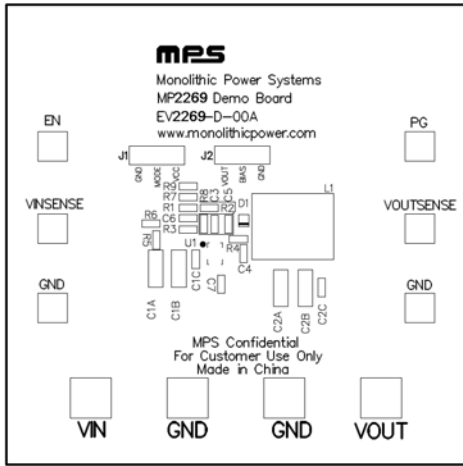 mps
Monolithic Power Systems
MP2269 Demo Board
EV2269-D-00A
www.monolithicpower.com
EN
PG
J1
J2
GND
MODE
VCC
VOUT
BIAS
GND
L1
R9
R7
R1
C6
R3
R8
C3
C5
R2
D1
R6
R5
U1
R4
C4
VINSENSE
VOUTSENSE
GND
GND
C1A
C1B
C1C
C7
C2A
C2B
C2C
MPS Confidential
For Customer Use Only
Made in China
VIN
GND
GND
VOUT